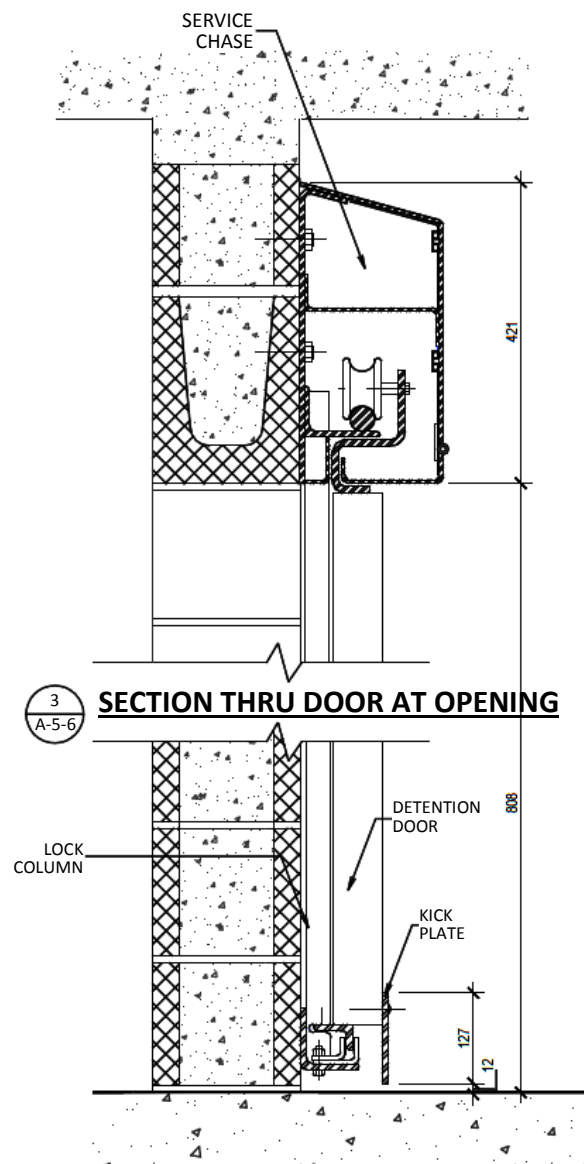 SERVICE
CHASE
421
3
A-5-6
SECTION THRU DOOR AT OPENING
808
DETENTION
DOOR
LOCK
COLUMN
KICK
PLATE
127
12